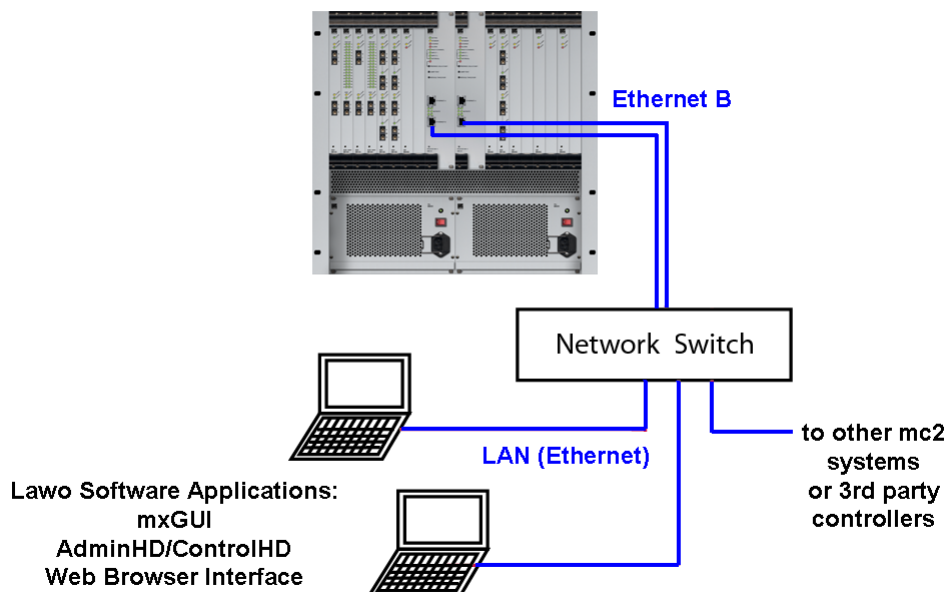 Ethernet B
Network Switch
LAN (Ethernet)
to other mc2
systems
or 3rd party
controllers
Lawo Software Applications:
mxGUI
AdminHD/ControlHD
Web Browser Interface